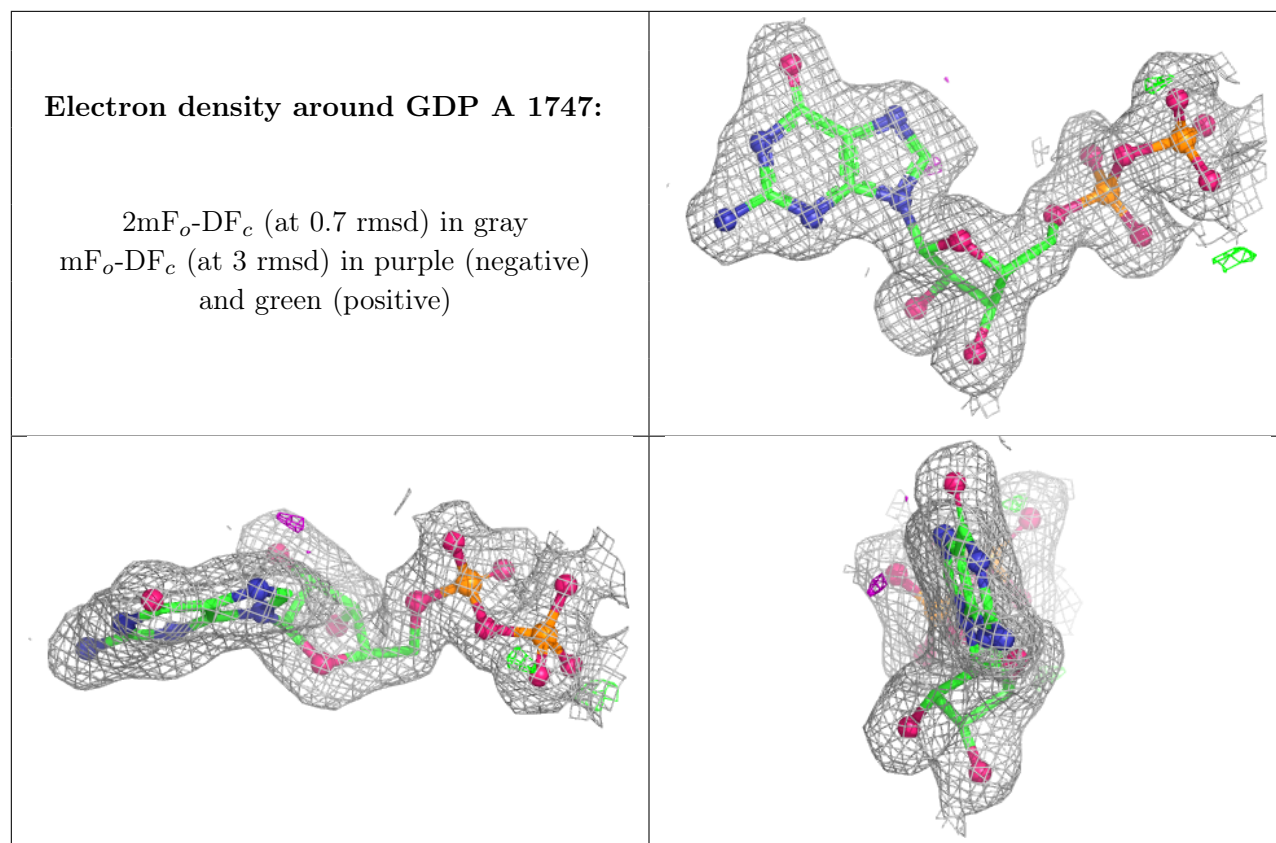 Electron density around GDP A 1747:
2mFo-DFc (at 0.7 rmsd) in gray
mFo-DFc (at 3 rmsd) in purple (negative)
and green (positive)